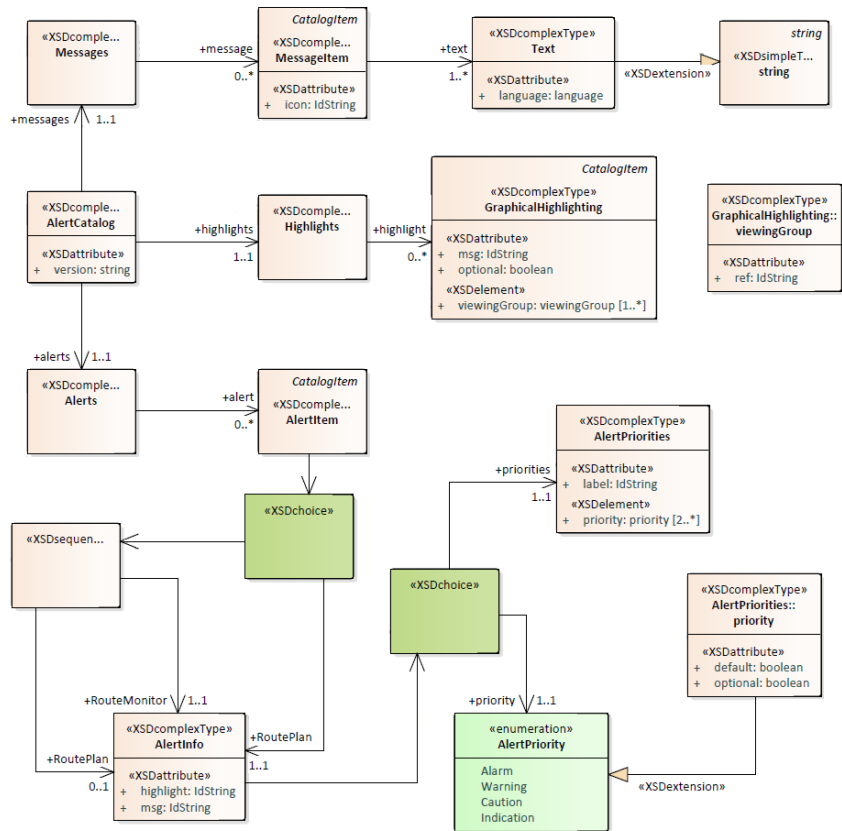 «XSDcomple...
Messages
+message
0..*
CatalogItem
«XSDcomple...
MessageItem
«XSDattribute»
+ icon: IdString
+text
1..*
«XSDcomplexType»
Text
«XSDattribute»
+ language: language
«XSDextension»
string
«XSDsimpleT...
string
+messages
1..1
«XSDcomple...
AlertCatalog
«XSDattribute»
+ version: string
+highlights
1..1
«XSDcomple...
Highlights
+highlight
0..*
CatalogItem
«XSDcomplexType»
GraphicalHighlighting
«XSDattribute»
+ msg: IdString
+ optional: boolean
«XSDelement»
+ viewingGroup: viewingGroup [1..*]
«XSDcomplexType»
GraphicalHighlighting::
viewingGroup
«XSDattribute»
+ ref: IdString
+alerts
1..1
«XSDcomple...
Alerts
+alert
0..*
CatalogItem
«XSDcomple...
AlertItem
«XSDcomplexType»
AlertPriorities
«XSDattribute»
+ label: IdString
«XSDelement»
+ priority: priority [2..*]
+priorities
1..1
«XSDchoice»
«XSDsequen...
«XSDchoice»
«XSDcomplexType»
AlertPriorities::
priority
«XSDattribute»
+ default: boolean
+ optional: boolean
+RouteMonitor
1..1
+priority
1..1
«XSDcomplexType»
AlertInfo
«XSDattribute»
+ highlight: IdString
+ msg: IdString
+RoutePlan
1..1
+RoutePlan
0..1
«enumeration»
AlertPriority
Alarm
Warning
Caution
Indication
«XSDextension»